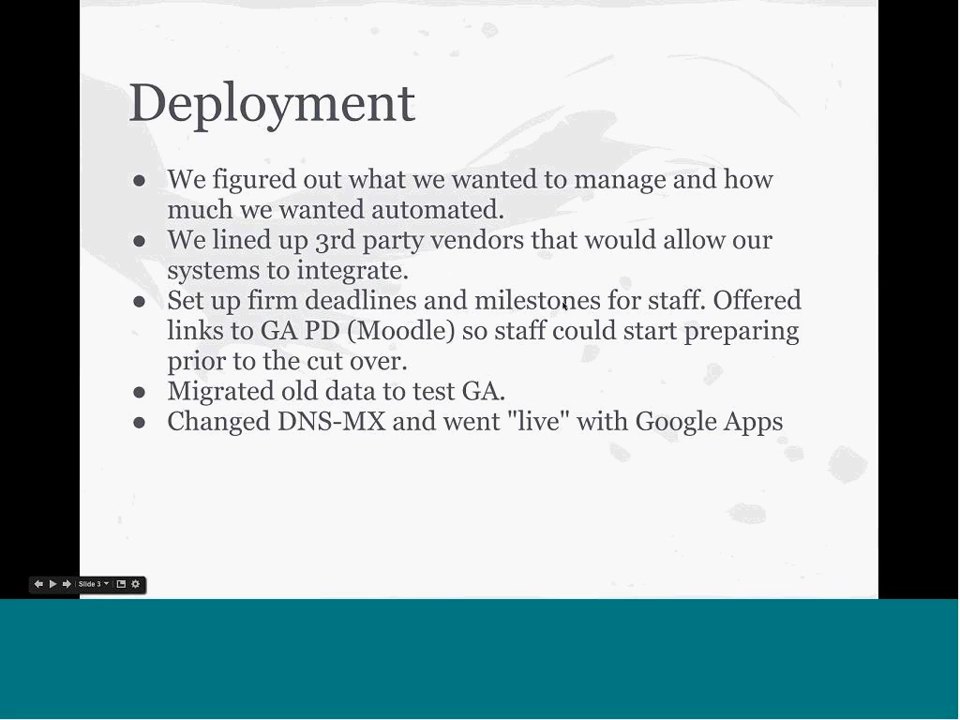 Deployment
● We figured out what we wanted to manage and how
much we wanted automated.
● We lined up 3rd party vendors that would allow our
systems to integrate.
● Set up firm deadlines and milestones for staff. Offered
links to GA PD (Moodle) so staff could start preparing
prior to the cut over.
● Migrated old data to test GA.
● Changed DNS-MX and went "live" with Google Apps
Slide 3